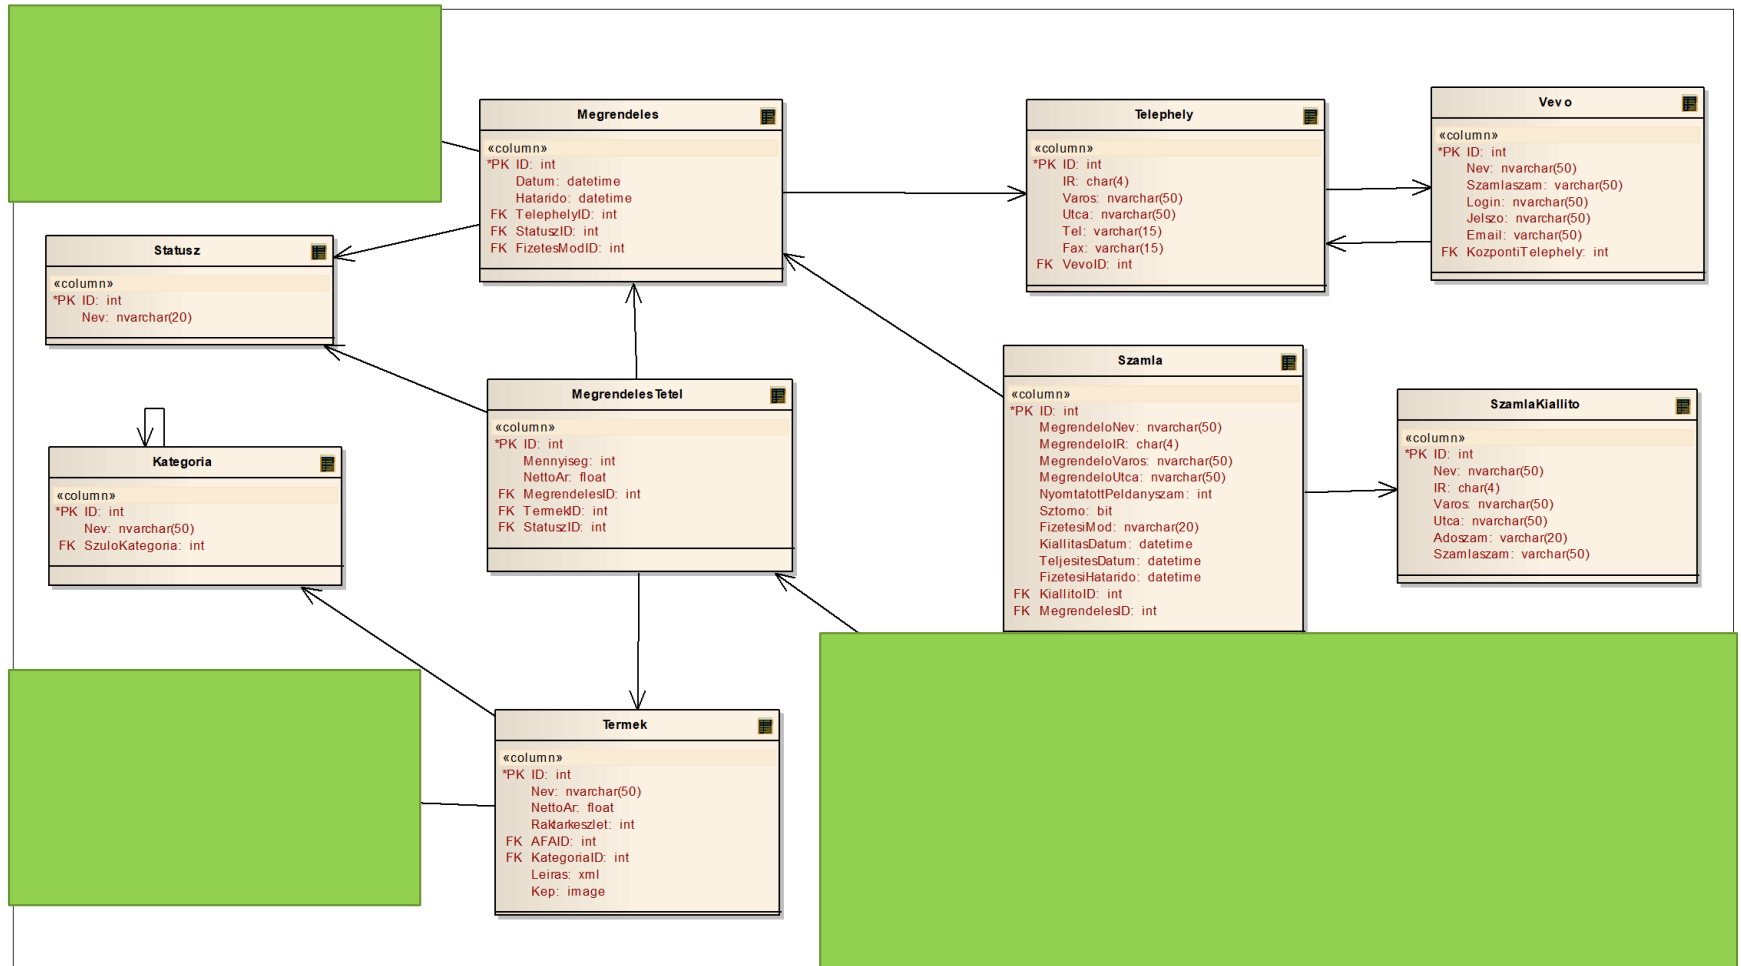 Megrendeles
«column»
*PK ID: int
Datum: datetime
Hatarido: datetime
FK TelephelyID: int
FK StatuszID: int
FK FizetesModID: int
Telephely
«column»
*PK ID: int
IR: char(4)
Varos: nvarchar(50)
Utca: nvarchar(50)
Tel: varchar(15)
Fax: varchar(15)
FK VevoID: int
Vevo
«column»
*PK ID: int
Nev: nvarchar(50)
Szamlaszam: varchar(50)
Login: nvarchar(50)
Jelszo: nvarchar(50)
Email: varchar(50)
FK KozpontiTelephely: int
Statusz
«column»
*PK ID: int
Nev: nvarchar(20)
MegrendelesTetel
«column»
*PK ID: int
Mennyiseg: int
NettoAr: float
FK MegrendelesID: int
FK TermekID: int
FK StatuszID: int
Szamla
«column»
*PK ID: int
MegrendeloNev: nvarchar(50)
MegrendeloIR: char(4)
MegrendeloVaros: nvarchar(50)
MegrendeloUtca: nvarchar(50)
NyomtatottPeldanyszam: int
Sztorno: bit
FizetesiMod: nvarchar(20)
KiallitasDatum: datetime
TeljesitesDatum: datetime
FizetesiHatarido: datetime
FK KiallitoID: int
FK MegrendelesID: int
SzamlaKiallito
«column»
*PK ID: int
Nev: nvarchar(50)
IR: char(4)
Varos: nvarchar(50)
Utca: nvarchar(50)
Adoszam: varchar(20)
Szamlaszam: varchar(50)
Kategoria
«column»
*PK ID: int
Nev: nvarchar(50)
FK SzuloKategoria: int
Termek
«column»
*PK ID: int
Nev: nvarchar(50)
NettoAr: float
Raktarkeszlet: int
FK AFAID: int
FK KategoriaID: int
Leiras: xml
Kep: image